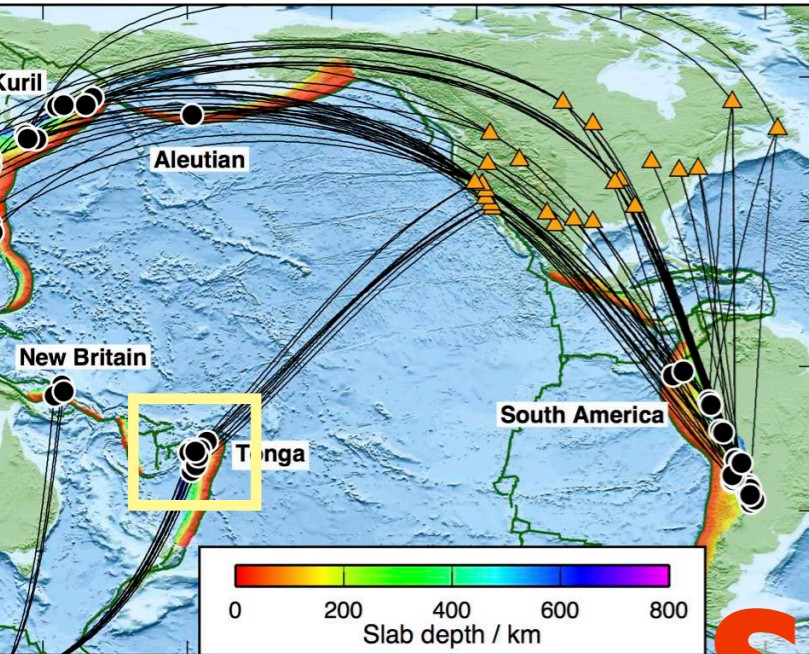 Kuril
Aleutian
New Britain
Tonga
South America
0 200 400 600 800
Slab depth / km
S